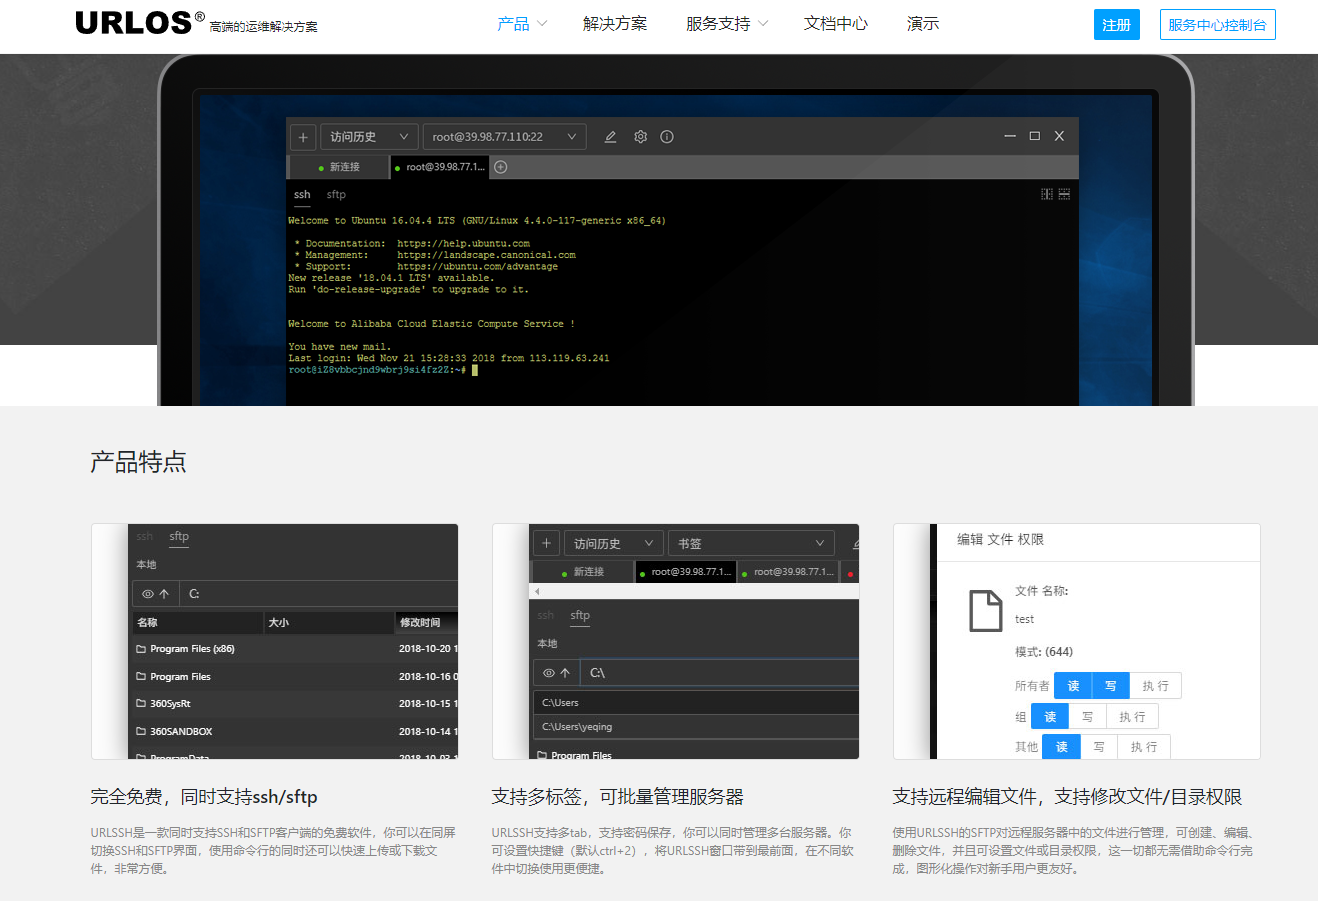 URLOS® 高端的运维解决方案 产品 解决方案 服务支持 文档中心 演示 注册 服务中心控制台
访问历史 root@39.98.77.110:22
新连接 root@39.98.77.1...
ssh sftp
Welcome to Ubuntu 16.04.4 LTS (GNU/Linux 4.4.0-117-generic x86_64)
* Documentation: https://help.ubuntu.com
* Management: https://landscape.canonical.com
* Support: https://ubuntu.com/advantage
New release '18.04.1 LTS' available.
Run 'do-release-upgrade' to upgrade to it.
Welcome to Alibaba Cloud Elastic Compute Service !
You have new mail.
Last login: Wed Nov 21 15:28:33 2018 from 113.119.63.241
root@iZ8vbbcjnd9wbrj9si4fz2Z:~#
产品特点
ssh sftp
本地
C:
名称 大小 修改时间
Program Files (x86) 2018-10-20 1
Program Files 2018-10-16 0
360SysRt 2018-10-15 1
360SANDBOX 2018-10-14 1
ProgramData 2018-10-03 1
完全免费，同时支持ssh/sftp
URLSSH是一款同时支持SSH和SFTP客户端的免费软件，你可以在同屏
切换SSH和SFTP界面，使用命令行的同时还可以快速上传或下载文
件，非常方便。
访问历史 书签
新连接 root@39.98.77.1... root@39.98.77.1...
ssh sftp
本地
C:\
C:\Users
C:\Users\yeqing
Program Files
支持多标签，可批量管理服务器
URLSSH支持多tab，支持密码保存，你可以同时管理多台服务器。你
可设置快捷键（默认ctrl+2），将URLSSH窗口带到最前面，在不同软
件中切换使用更便捷。
编辑 文件 权限
文件 名称:
test
模式: (644)
所有者 读 写 执 行
组 读 写 执 行
其他 读 写 执 行
支持远程编辑文件，支持修改文件/目录权限
使用URLSSH的SFTP对远程服务器中的文件进行管理，可创建、编辑、
删除文件，并且可设置文件或目录权限，这一切都无需借助命令行完
成，图形化操作对新手用户更友好。